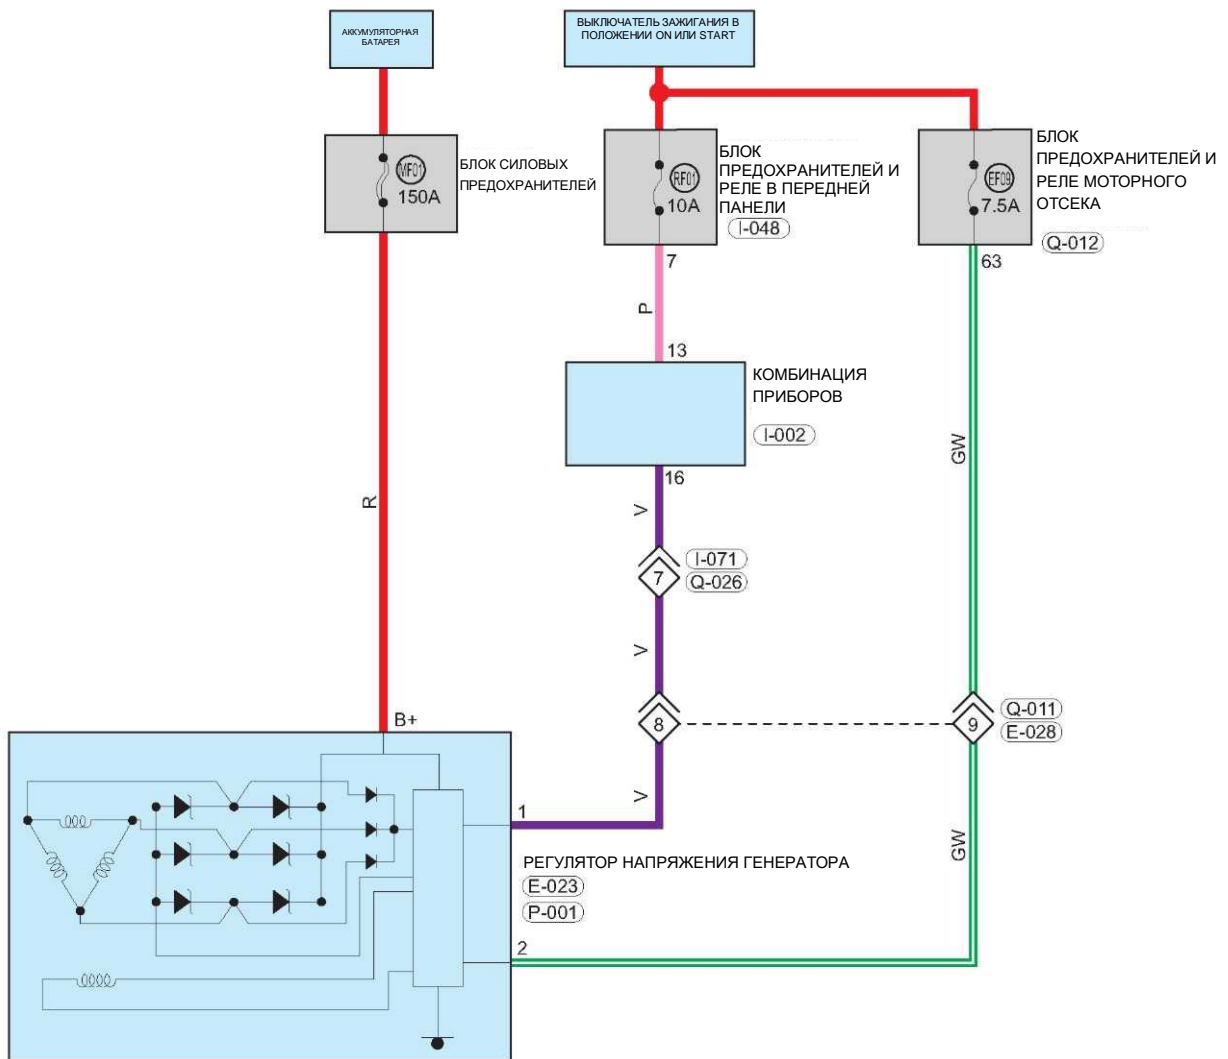 АККУМУЛЯТОРНАЯ
БАТАРЕЯ
ВЫКЛЮЧАТЕЛЬ ЗАЖИГАНИЯ В
ПОЛОЖЕНИИ ON ИЛИ START
MF01
150A
БЛОК СИЛОВЫХ
ПРЕДОХРАНИТЕЛЕЙ
RF01
10A
БЛОК
ПРЕДОХРАНИТЕЛЕЙ И
РЕЛЕ В ПЕРЕДНЕЙ
ПАНЕЛИ
I-048
EF09
7.5A
БЛОК
ПРЕДОХРАНИТЕЛЕЙ И
РЕЛЕ МОТОРНОГО
ОТСЕКА
Q-012
7
63
P
13
КОМБИНАЦИЯ
ПРИБОРОВ
I-002
16
R
V
GW
7
I-071
Q-026
V
8
9
Q-011
E-028
B+
V
1
GW
РЕГУЛЯТОР НАПРЯЖЕНИЯ ГЕНЕРАТОРА
E-023
P-001
2